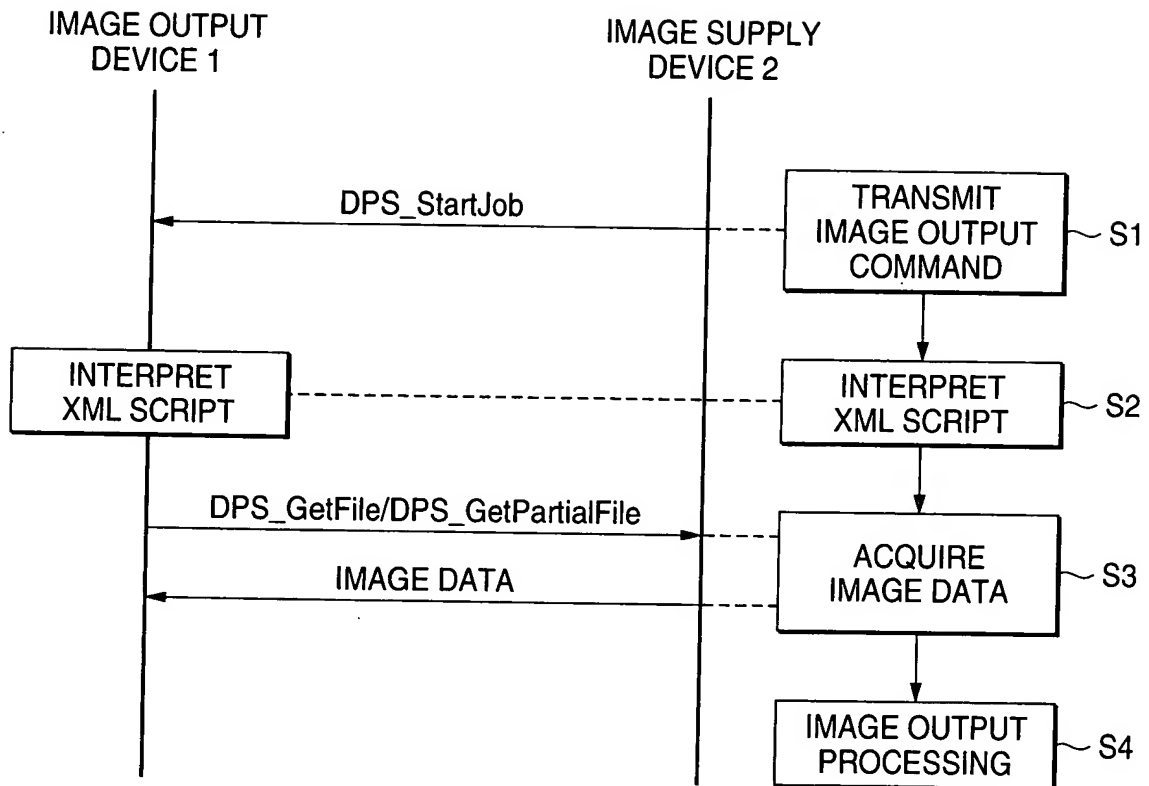 IMAGE OUTPUT
DEVICE 1
IMAGE SUPPLY
DEVICE 2
DPS_StartJob
TRANSMIT
IMAGE OUTPUT
COMMAND
S1
INTERPRET
XML SCRIPT
INTERPRET
XML SCRIPT
S2
DPS_GetFile/DPS_GetPartialFile
IMAGE DATA
ACQUIRE
IMAGE DATA
S3
IMAGE OUTPUT
PROCESSING
S4